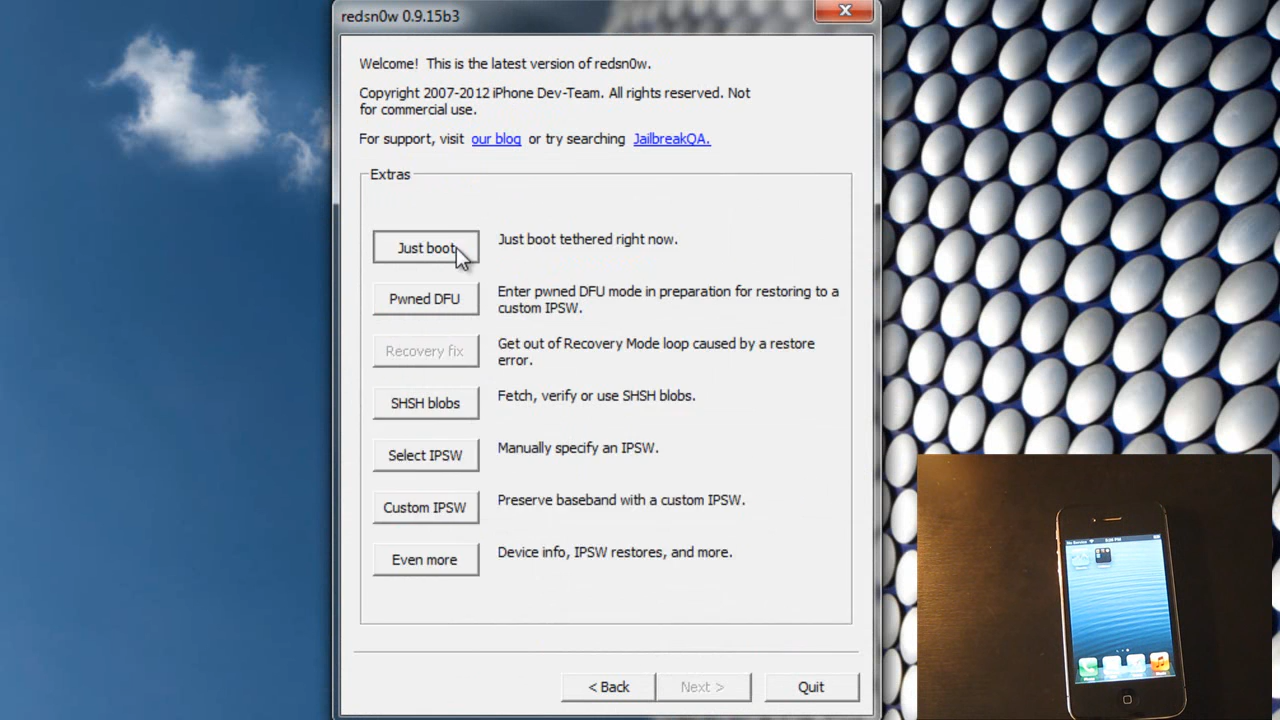 redsn0w 0.9.15b3
Welcome! This is the latest version of redsn0w.
Copyright 2007-2012 iPhone Dev-Team. All rights reserved. Not
for commercial use.
For support, visit our blog or try searching JailbreakQA.
Extras
Just boot
Just boot tethered right now.
Pwned DFU
Enter pwned DFU mode in preparation for restoring to a
custom IPSW.
Recovery fix
Get out of Recovery Mode loop caused by a restore
error.
SHSH blobs
Fetch, verify or use SHSH blobs.
Select IPSW
Manually specify an IPSW.
Custom IPSW
Preserve baseband with a custom IPSW.
Even more
Device info, IPSW restores, and more.
< Back
Next >
Quit